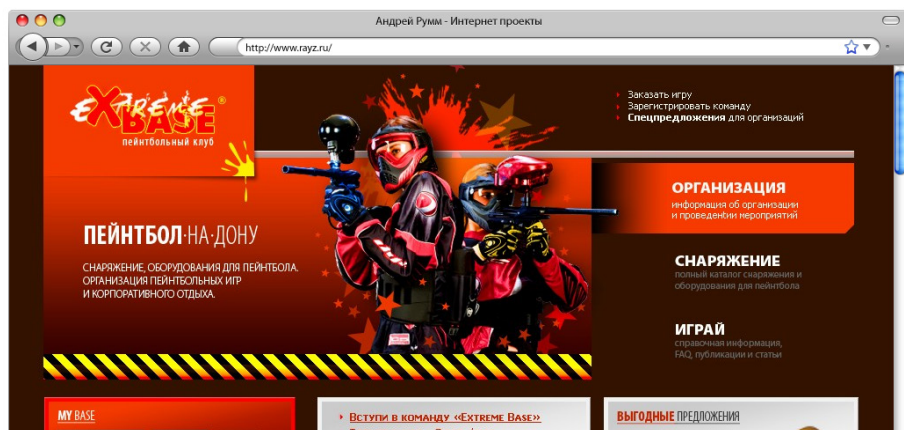 Андрей Румм - Интернет проекты
http://www.rayz.ru/
EXTREME
BASE®
пейнтбольный клуб
Заказать игру
Зарегистрировать команду
Спецпредложения для организаций
ПЕЙНТБОЛ·НА·ДОНУ
СНАРЯЖЕНИЕ, ОБОРУДОВАНИЯ ДЛЯ ПЕЙНТБОЛА.
ОРГАНИЗАЦИЯ ПЕЙНТБОЛЬНЫХ ИГР
И КОРПОРАТИВНОГО ОТДЫХА.
ОРГАНИЗАЦИЯ
информация об организации
и проведении мероприятий
СНАРЯЖЕНИЕ
полный каталог снаряжения и
оборудования для пейнтбола
ИГРАЙ
справочная информация,
FAQ, публикации и статьи
MY BASE
Вступи в команду «Extreme Base»
ВЫГОДНЫЕ ПРЕДЛОЖЕНИЯ